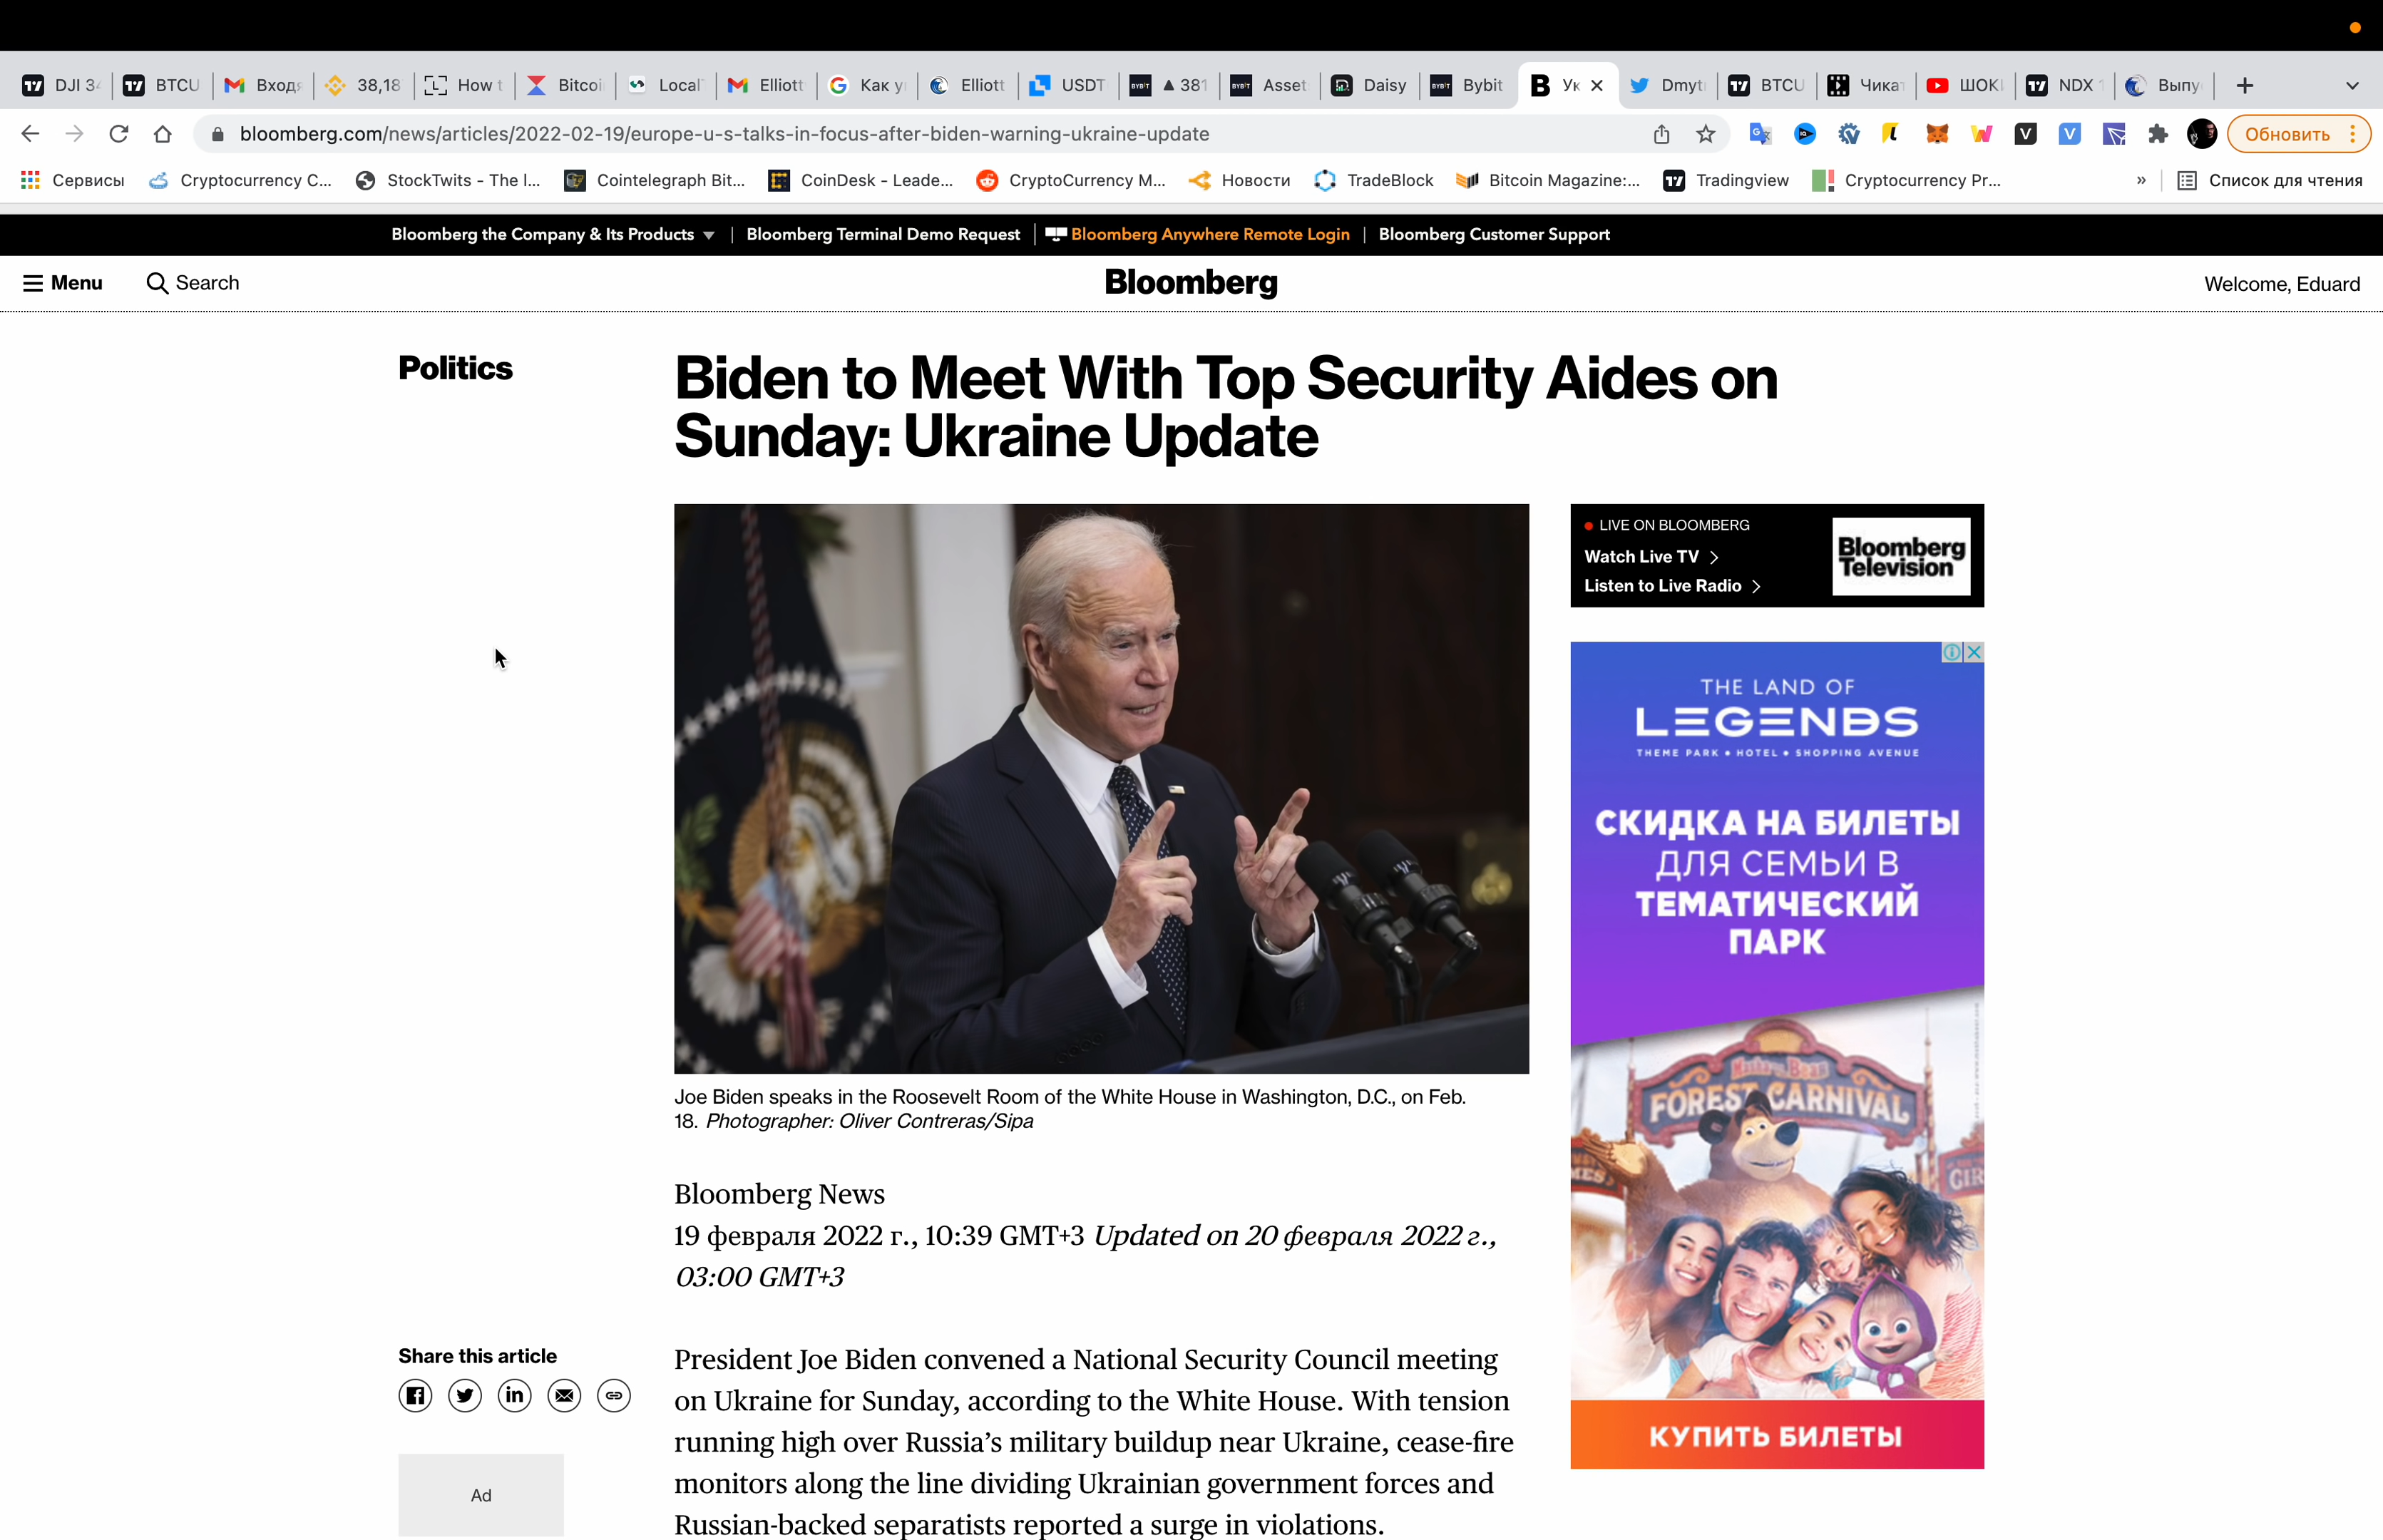 DJI 34
BTCU
Входя
38,18
How t
Bitcoi
Local
Elliott
Как у
Elliott
USDT
▲ 381
Asset
Daisy
Bybit
Ук
Dmyt
BTCU
Чика
ШОК
NDX 1
Выпу
bloomberg.com/news/articles/2022-02-19/europe-u-s-talks-in-focus-after-biden-warning-ukraine-update
Обновить
Сервисы
Cryptocurrency C...
StockTwits - The l...
Cointelegraph Bit...
CoinDesk - Leade...
CryptoCurrency M...
Новости
TradeBlock
Bitcoin Magazine:...
Tradingview
Cryptocurrency Pr...
»
Список для чтения
Bloomberg the Company & Its Products
Bloomberg Terminal Demo Request
Bloomberg Anywhere Remote Login
Bloomberg Customer Support
Menu
Search
Bloomberg
Welcome, Eduard
Politics
Biden to Meet With Top Security Aides on
Sunday: Ukraine Update
LIVE ON BLOOMBERG
Watch Live TV
Listen to Live Radio
Bloomberg
Television
THE LAND OF
LEGENDS
THEME PARK • HOTEL • SHOPPING AVENUE
СКИДКА НА БИЛЕТЫ
ДЛЯ СЕМЬИ В
ТЕМАТИЧЕСКИЙ
ПАРК
FOREST CARNIVAL
КУПИТЬ БИЛЕТЫ
Joe Biden speaks in the Roosevelt Room of the White House in Washington, D.C., on Feb.
18. Photographer: Oliver Contreras/Sipa
Bloomberg News
19 февраля 2022 г., 10:39 GMT+3 Updated on 20 февраля 2022 г.,
03:00 GMT+3
Share this article
Ad
President Joe Biden convened a National Security Council meeting
on Ukraine for Sunday, according to the White House. With tension
running high over Russia's military buildup near Ukraine, cease-fire
monitors along the line dividing Ukrainian government forces and
Russian-backed separatists reported a surge in violations.